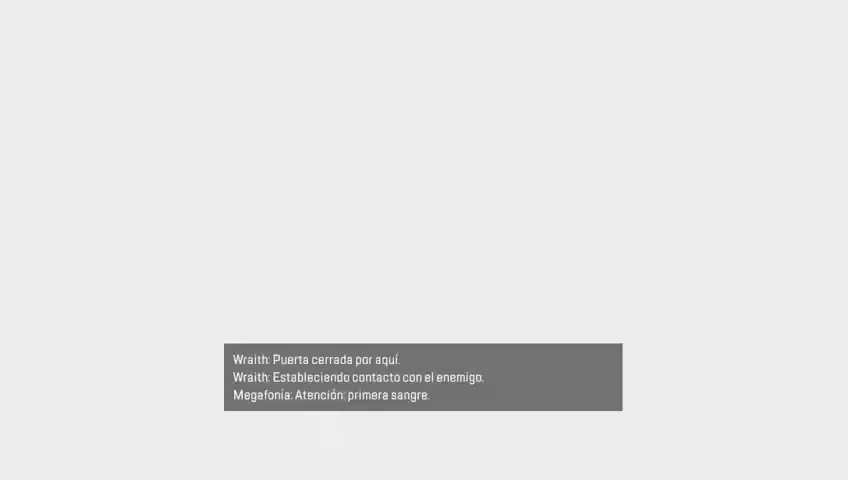 Wraith: Puerta cerrada por aquí.
Wraith: Estableciendo contacto con el enemigo.
Megafonía: Atención: primera sangre.